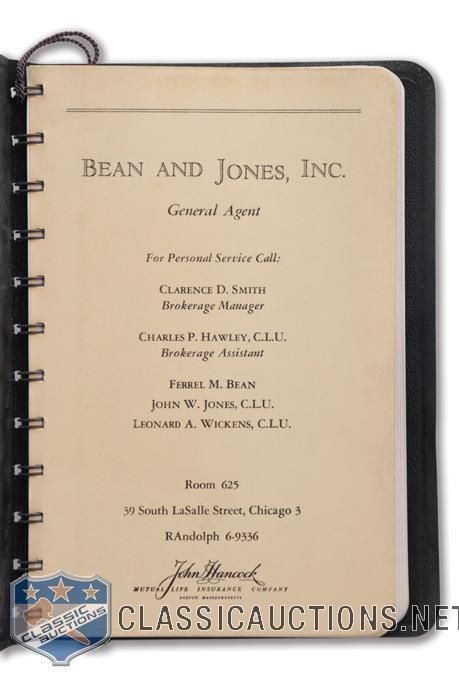 BEAN AND JONES, INC.
General Agent
For Personal Service Call:
CLARENCE D. SMITH
Brokerage Manager
CHARLES P. HAWLEY, C.L.U.
Brokerage Assistant
FERREL M. BEAN
JOHN W. JONES, C.L.U.
LEONARD A. WICKENS, C.L.U.
Room 625
39 South LaSalle Street, Chicago 3
RAndolph 6-9336
John Hancock
MUTUAL LIFE INSURANCE COMPANY
BOSTON, MASSACHUSETTS
CLASSIC AUCTIONS
CLASSICAUCTIONS.NET